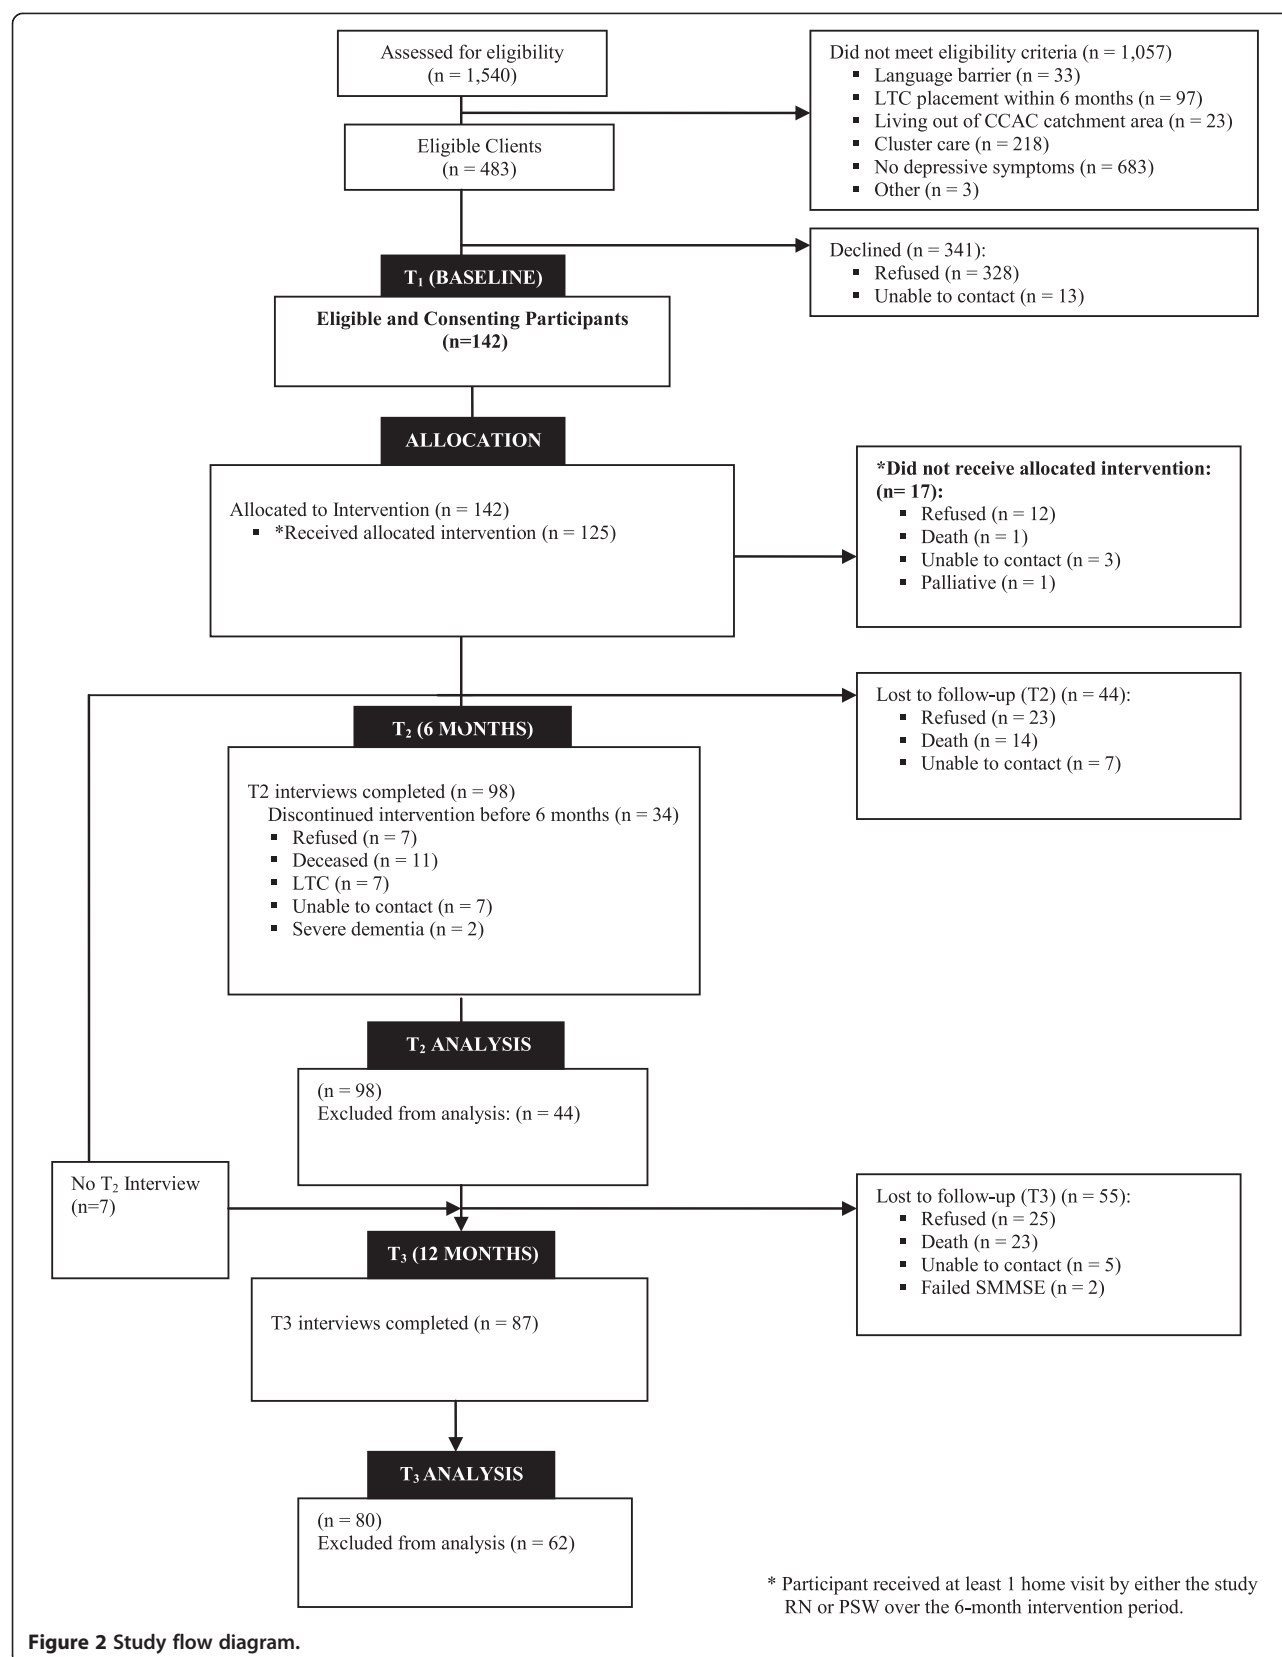 Assessed for eligibility
(n = 1,540)
Did not meet eligibility criteria (n = 1,057)
▪ Language barrier (n = 33)
▪ LTC placement within 6 months (n = 97)
▪ Living out of CCAC catchment area (n = 23)
▪ Cluster care (n = 218)
▪ No depressive symptoms (n = 683)
▪ Other (n = 3)
Eligible Clients
(n = 483)
Declined (n = 341):
▪ Refused (n = 328)
▪ Unable to contact (n = 13)
T₁ (BASELINE)
Eligible and Consenting Participants
(n=142)
ALLOCATION
Allocated to Intervention (n = 142)
▪ *Received allocated intervention (n = 125)
*Did not receive allocated intervention:
(n= 17):
▪ Refused (n = 12)
▪ Death (n = 1)
▪ Unable to contact (n = 3)
▪ Palliative (n = 1)
Lost to follow-up (T2) (n = 44):
▪ Refused (n = 23)
▪ Death (n = 14)
▪ Unable to contact (n = 7)
T₂ (6 MONTHS)
T2 interviews completed (n = 98)
Discontinued intervention before 6 months (n = 34)
▪ Refused (n = 7)
▪ Deceased (n = 11)
▪ LTC (n = 7)
▪ Unable to contact (n = 7)
▪ Severe dementia (n = 2)
T₂ ANALYSIS
(n = 98)
Excluded from analysis: (n = 44)
No T₂ Interview
(n=7)
Lost to follow-up (T3) (n = 55):
▪ Refused (n = 25)
▪ Death (n = 23)
▪ Unable to contact (n = 5)
▪ Failed SMMSE (n = 2)
T₃ (12 MONTHS)
T3 interviews completed (n = 87)
T₃ ANALYSIS
(n = 80)
Excluded from analysis (n = 62)
* Participant received at least 1 home visit by either the study
RN or PSW over the 6-month intervention period.
Figure 2 Study flow diagram.